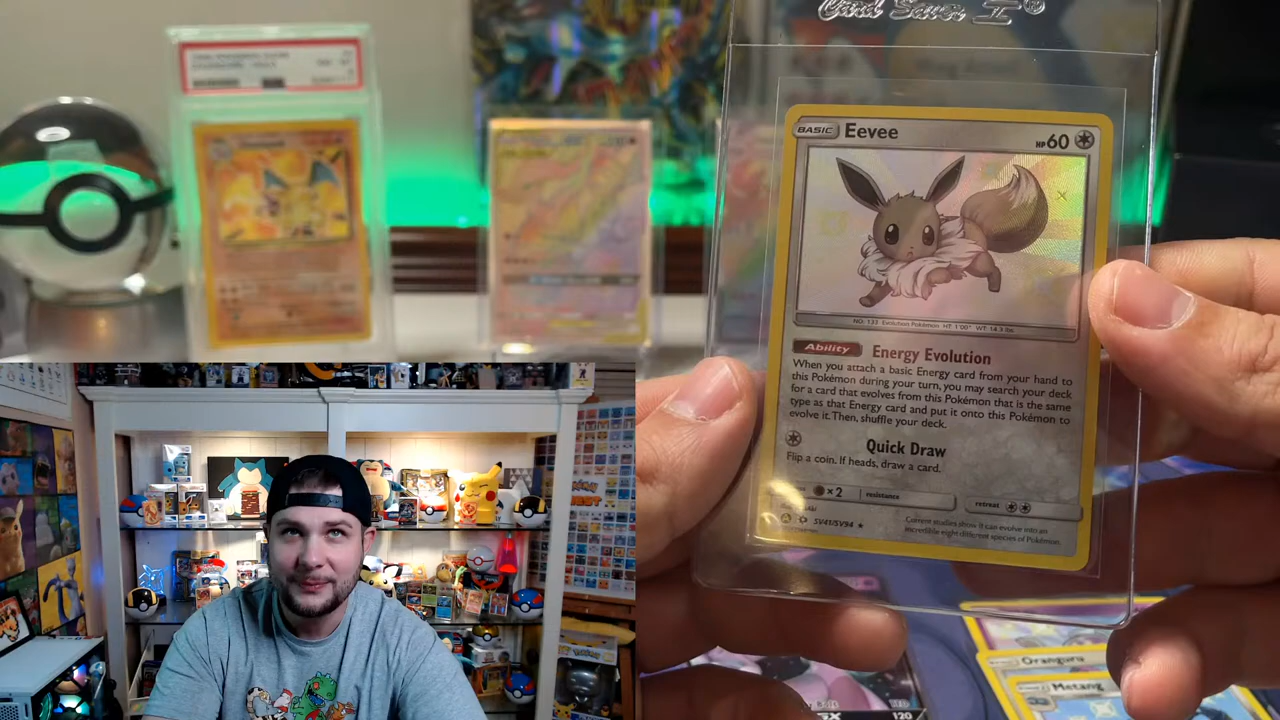 Card Saver I®
BASIC Eevee HP60
NO. 133 Evolution Pokémon HT 1'00" WT 14.3 lbs.
Ability Energy Evolution
When you attach a basic Energy card from your hand to
this Pokémon during your turn, you may search your deck
for a card that evolves from this Pokémon that is the same
type as that Energy card and put it onto this Pokémon to
evolve it. Then, shuffle your deck.
Quick Draw
Flip a coin. If heads, draw a card.
×2 resistance retreat
SV41/SV94
Current studies show it can evolve into an
incredible eight different species of Pokémon.
Oranguru
Metang
GX 120